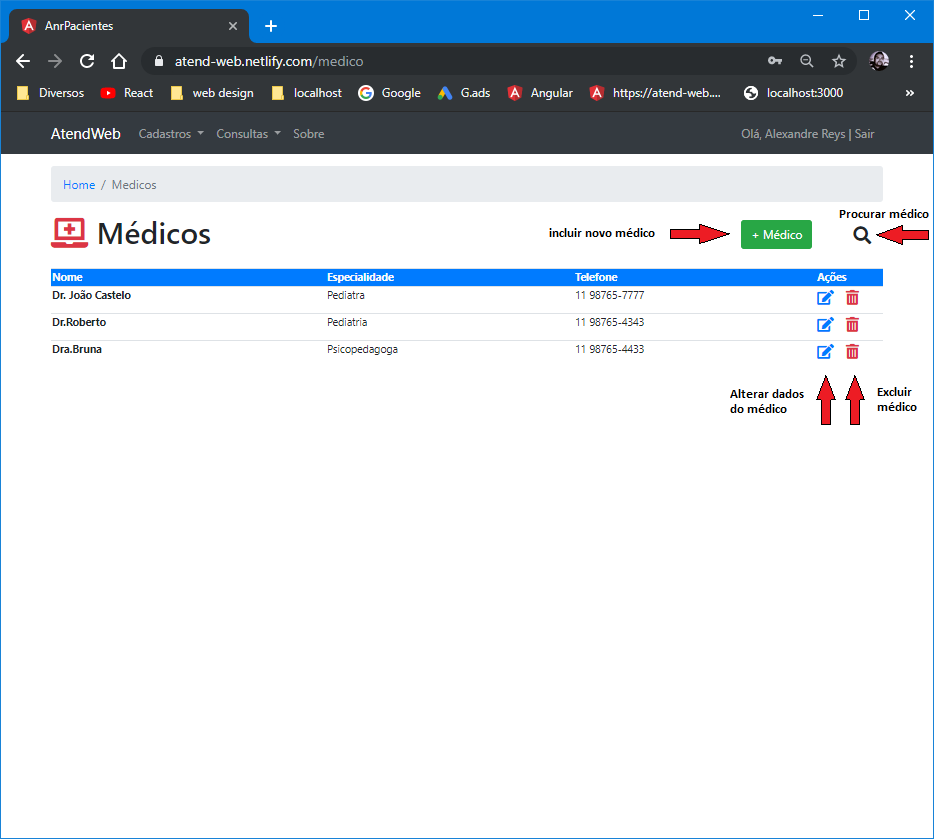 AnrPacientes
atend-web.netlify.com/medico
Diversos React web design localhost Google G.ads Angular https://atend-web.... localhost:3000 »
AtendWeb Cadastros Consultas Sobre Olá, Alexandre Reys | Sair
Home / Medicos
Procurar médico
Médicos incluir novo médico + Médico
Nome Especialidade Telefone Ações
Dr. João Castelo Pediatra 11 98765-7777
Dr.Roberto Pediatria 11 98765-4343
Dra.Bruna Psicopedagoga 11 98765-4433
Alterar dados
do médico
Excluir
médico